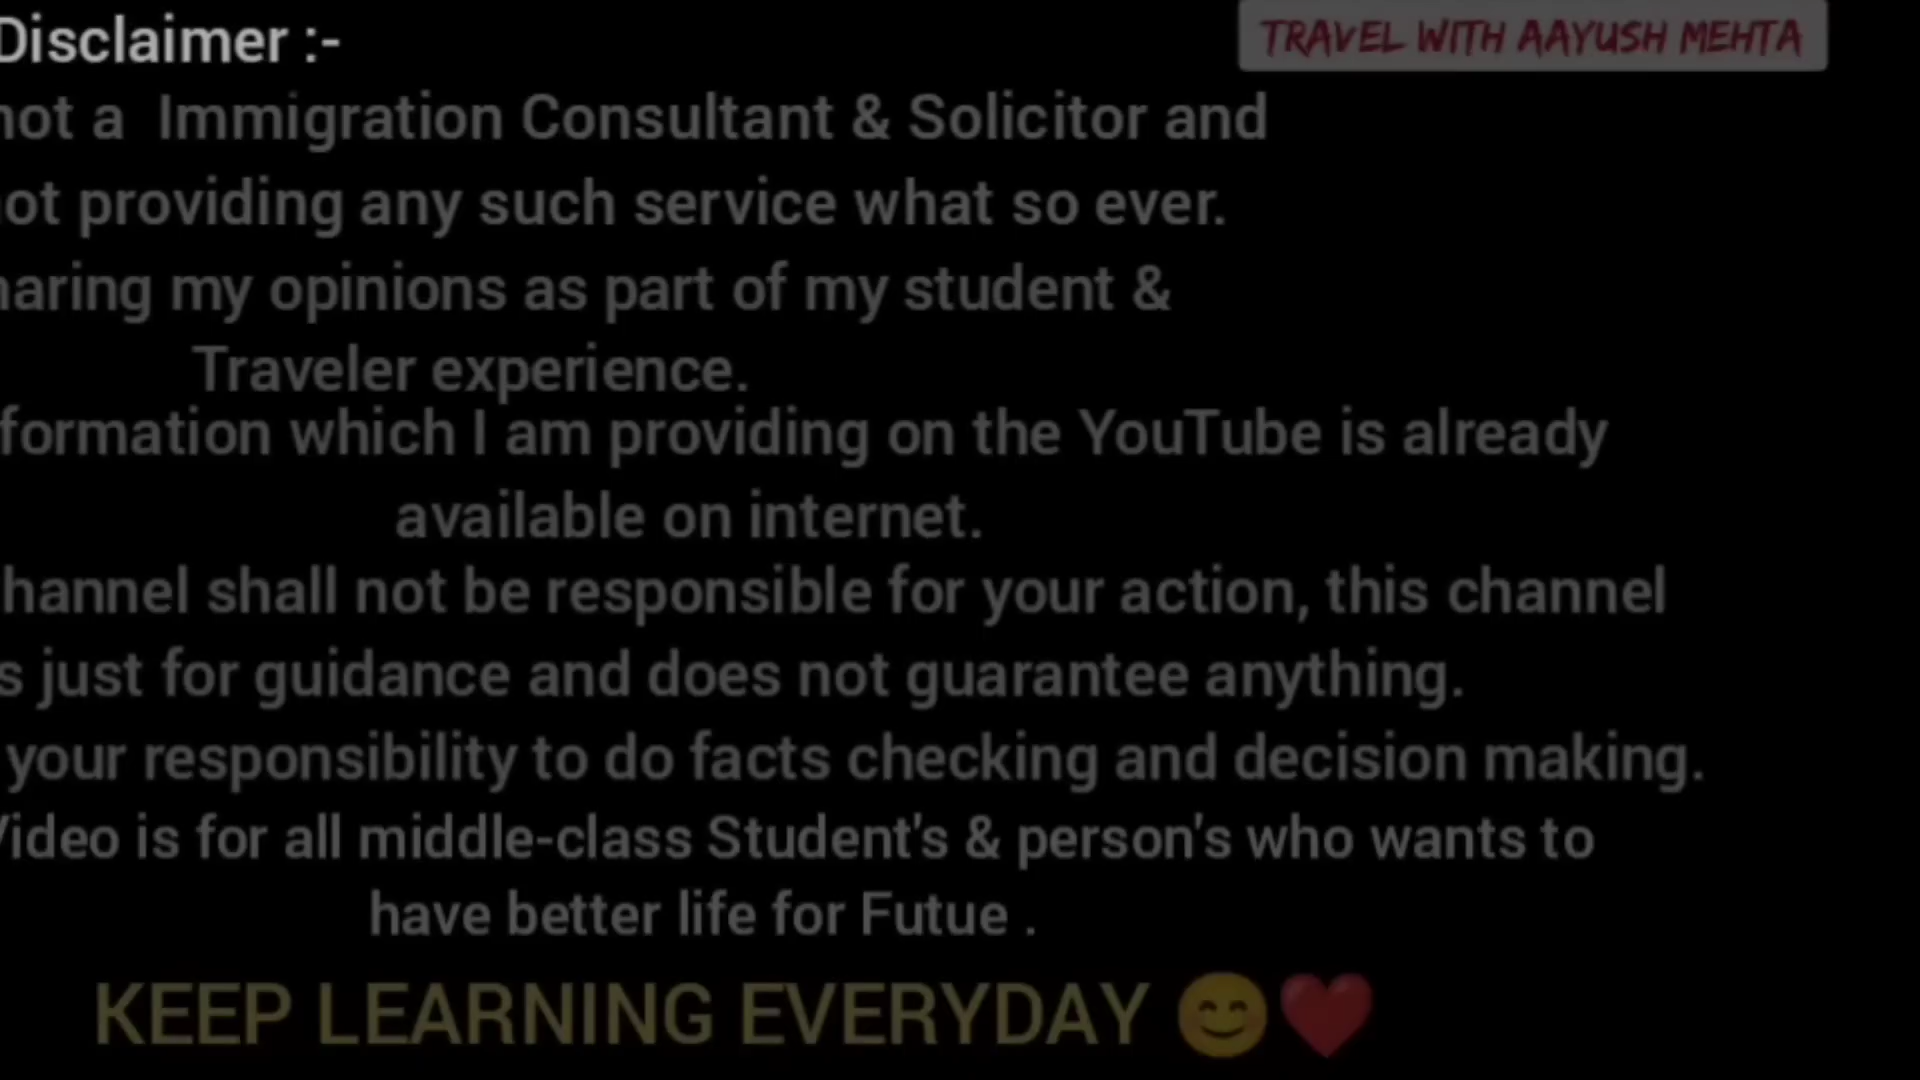 Disclaimer :-
TRAVEL WITH AAYUSH MEHTA
not a Immigration Consultant & Solicitor and
not providing any such service what so ever.
haring my opinions as part of my student &
Traveler experience.
formation which I am providing on the YouTube is already
available on internet.
hannel shall not be responsible for your action, this channel
s just for guidance and does not guarantee anything.
your responsibility to do facts checking and decision making.
Video is for all middle-class Student's & person's who wants to
have better life for Futue .
KEEP LEARNING EVERYDAY 😊❤️